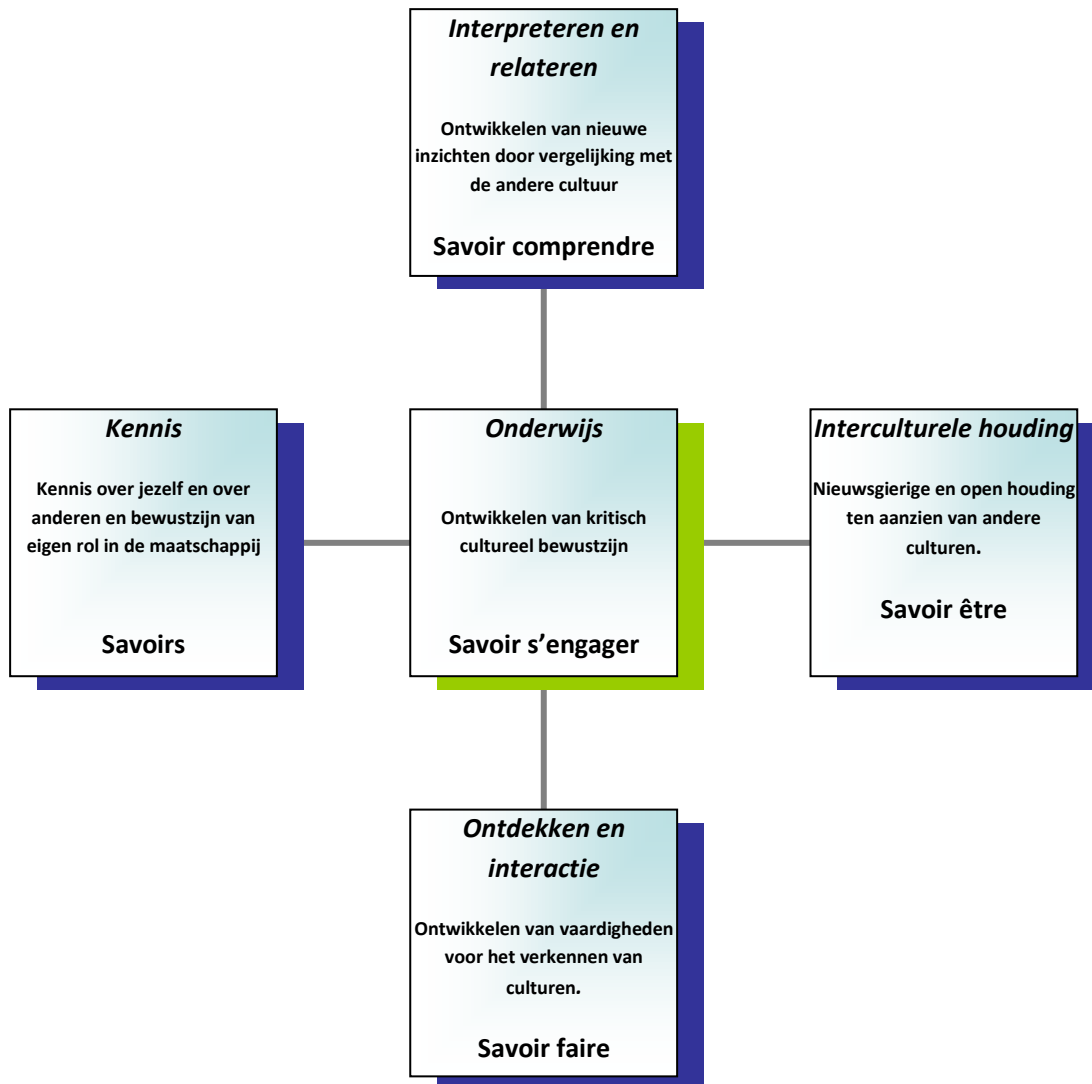 Interpreteren en
relateren
Ontwikkelen van nieuwe
inzichten door vergelijking met
de andere cultuur
Savoir comprendre
Kennis
Kennis over jezelf en over
anderen en bewustzijn van
eigen rol in de maatschappij
Savoirs
Onderwijs
Ontwikkelen van kritisch
cultureel bewustzijn
Savoir s’engager
Interculturele houding
Nieuwsgierige en open houding
ten aanzien van andere
culturen.
Savoir être
Ontdekken en
interactie
Ontwikkelen van vaardigheden
voor het verkennen van
culturen.
Savoir faire